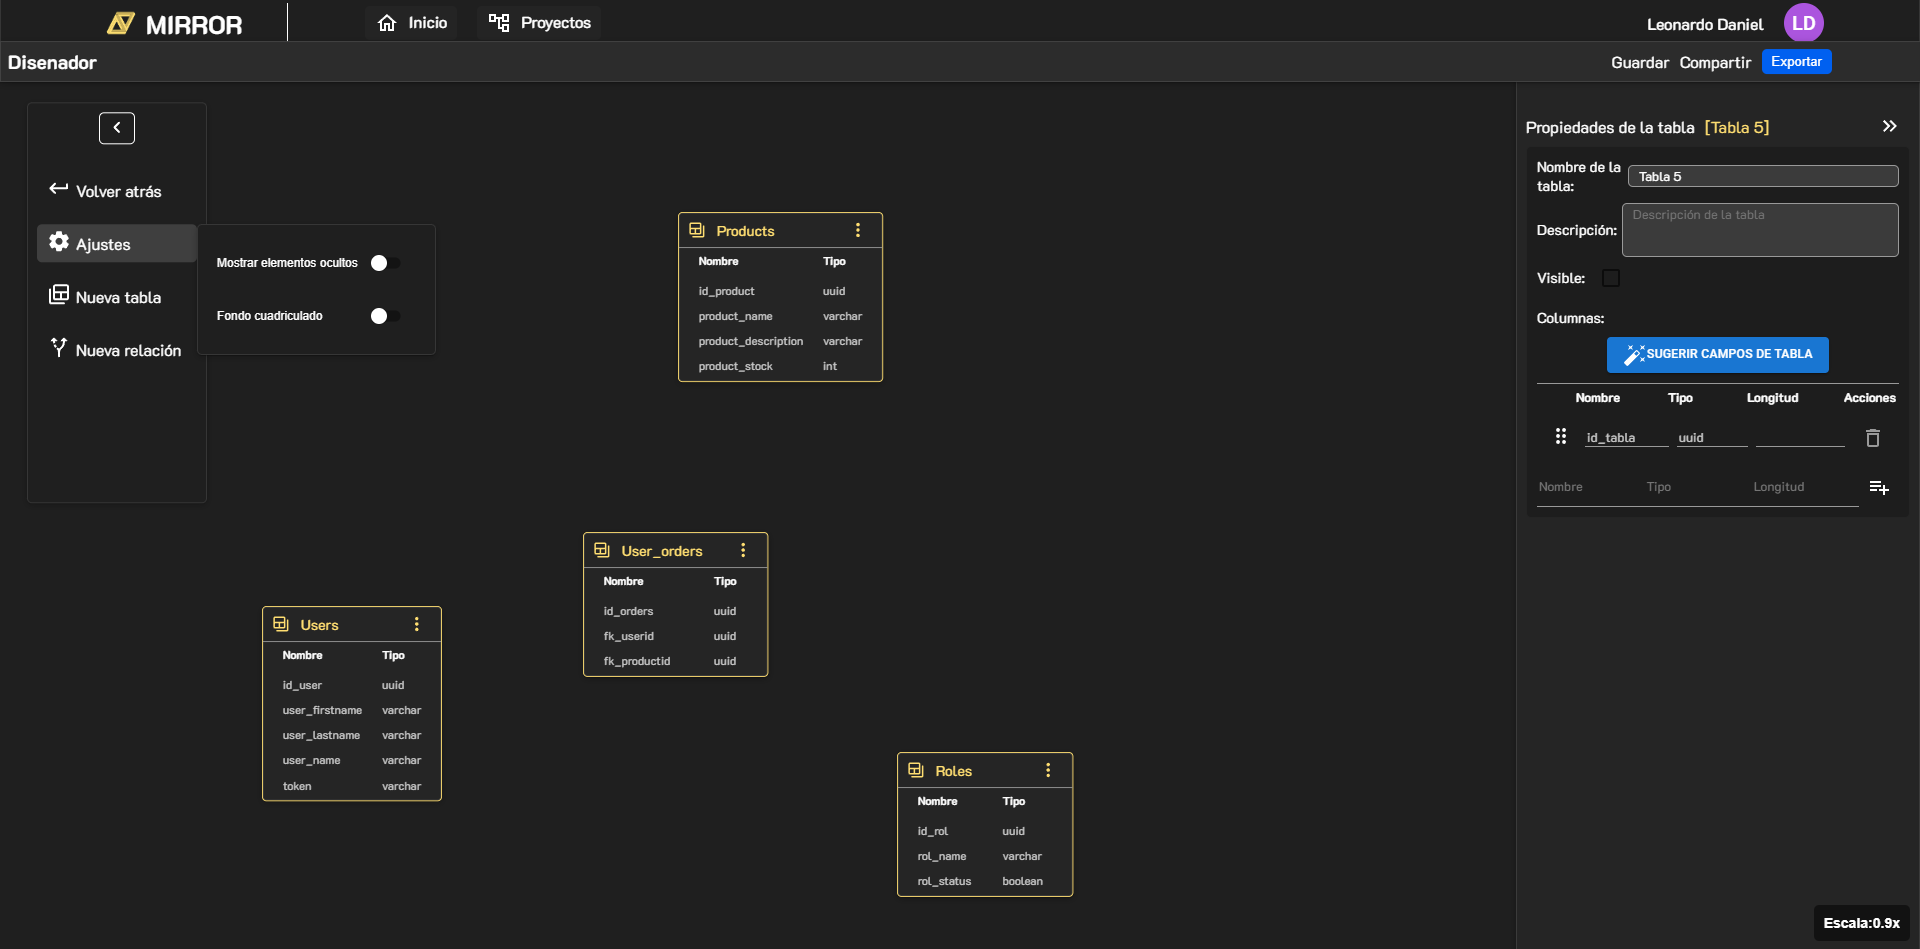 MIRROR
Inicio
Proyectos
Leonardo Daniel
LD
Disenador
Guardar
Compartir
Exportar
Volver atrás
Ajustes
Nueva tabla
Nueva relación
Mostrar elementos ocultos
Fondo cuadriculado
Products
Nombre Tipo
id_product uuid
product_name varchar
product_description varchar
product_stock int
User_orders
Nombre Tipo
id_orders uuid
fk_userid uuid
fk_productid uuid
Users
Nombre Tipo
id_user uuid
user_firstname varchar
user_lastname varchar
user_name varchar
token varchar
Roles
Nombre Tipo
id_rol uuid
rol_name varchar
rol_status boolean
Propiedades de la tabla [Tabla 5]
Nombre de la
tabla:
Tabla 5
Descripción:
Descripción de la tabla
Visible:
Columnas:
SUGERIR CAMPOS DE TABLA
Nombre Tipo Longitud Acciones
id_tabla uuid
Nombre Tipo Longitud
Escala:0.9x